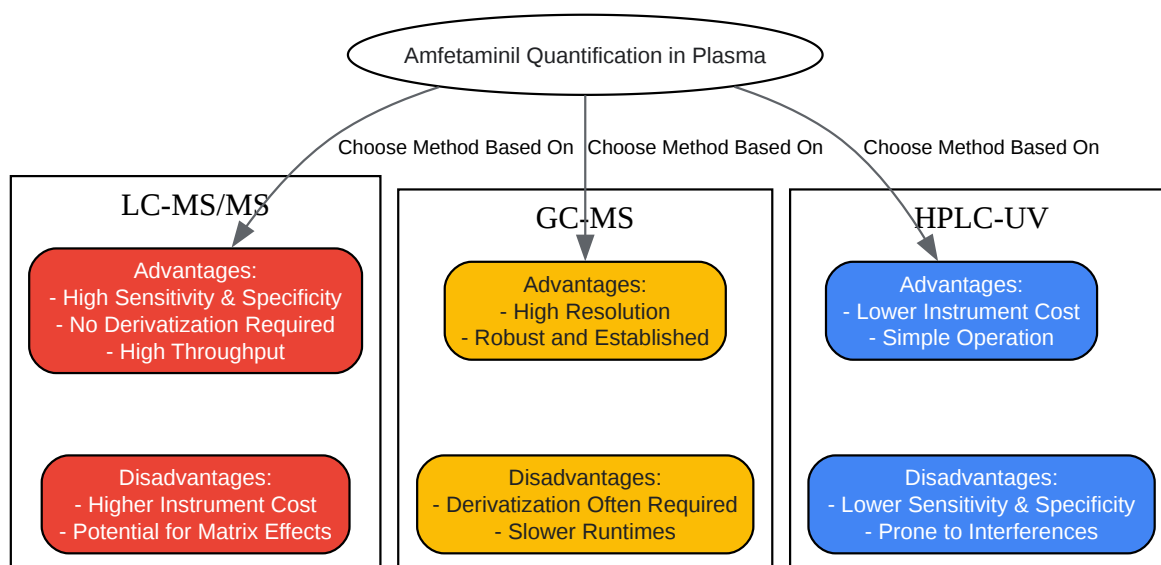 Amfetaminil Quantification in Plasma
Choose Method Based On
Choose Method Based On
Choose Method Based On
LC-MS/MS
Advantages:
- High Sensitivity & Specificity
- No Derivatization Required
- High Throughput
Disadvantages:
- Higher Instrument Cost
- Potential for Matrix Effects
GC-MS
Advantages:
- High Resolution
- Robust and Established
Disadvantages:
- Derivatization Often Required
- Slower Runtimes
HPLC-UV
Advantages:
- Lower Instrument Cost
- Simple Operation
Disadvantages:
- Lower Sensitivity & Specificity
- Prone to Interferences